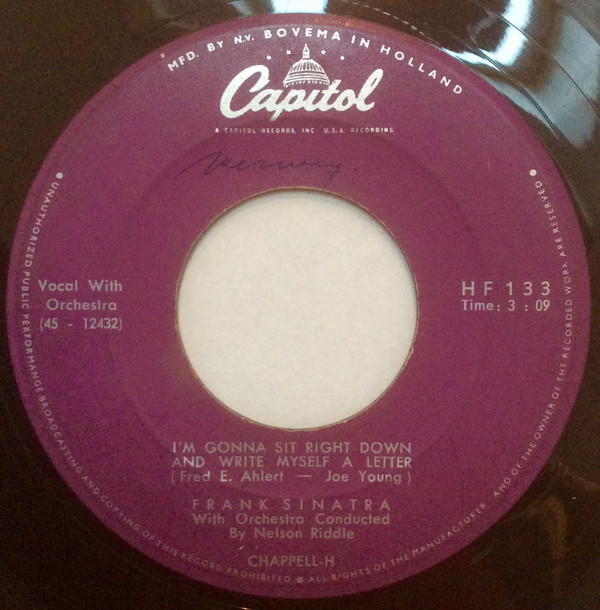 MFD. BY N.V. BOVEMA IN HOLLAND
Capitol
A CAPITOL RECORDS, INC. U.S.A. RECORDING
Vocal With
Orchestra
(45 - 12432)
HF 133
Time: 3 : 09
I'M GONNA SIT RIGHT DOWN
AND WRITE MYSELF A LETTER
(Fred E. Ahlert — Joe Young)
FRANK SINATRA
With Orchestra Conducted
By Nelson Riddle
CHAPPELL-H
• UNAUTHORIZED PUBLIC PERFORMANCE BROADCASTING AND COPYING OF THIS RECORD PROHIBITED • ALL RIGHTS OF THE MANUFACTURER AND OF THE OWNER OF THE RECORDED WORK ARE RESERVED •